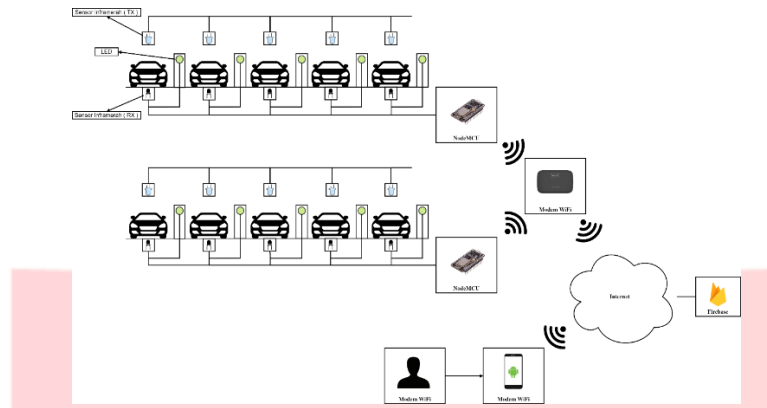 Sensor Inframerah ( TX )
LED
Sensor Inframerah ( RX )
NodeMCU
Modem WiFi
NodeMCU
Internet
Firebase
Modem WiFi
Modem WiFi